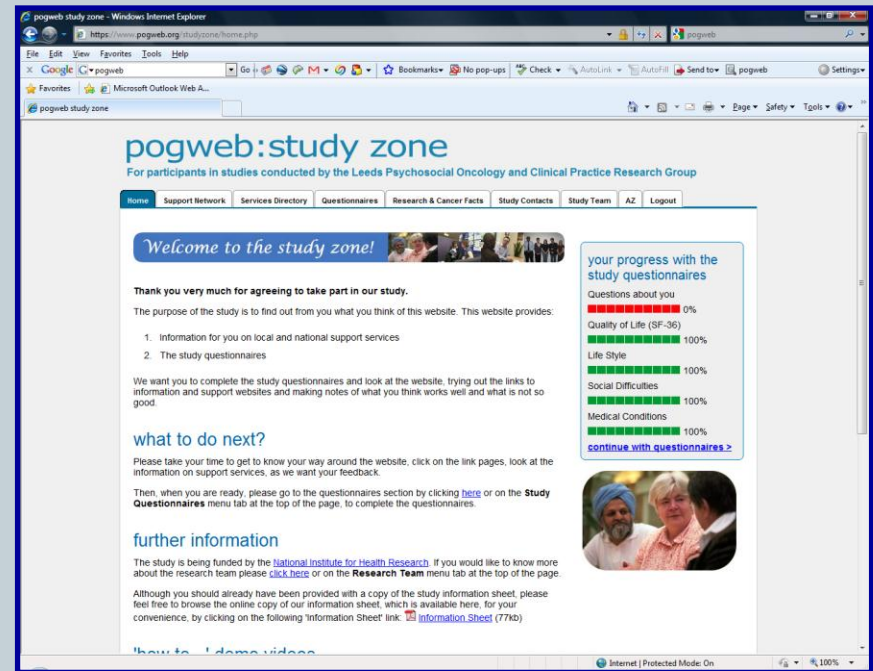 pogweb study zone - Windows Internet Explorer
https://www.pogweb.org/studyzone/home.php
pogweb
File Edit View Favorites Tools Help
x Google G pogweb Go Bookmarks No pop-ups Check AutoLink AutoFill Send to pogweb Settings
Favorites Microsoft Outlook Web A...
pogweb study zone
Page Safety Tools
pogweb:study zone
For participants in studies conducted by the Leeds Psychosocial Oncology and Clinical Practice Research Group
Home Support Network Services Directory Questionnaires Research & Cancer Facts Study Contacts Study Team AZ Logout
Welcome to the study zone!
Thank you very much for agreeing to take part in our study.
The purpose of the study is to find out from you what you think of this website. This website provides:
1. Information for you on local and national support services
2. The study questionnaires
We want you to complete the study questionnaires and look at the website, trying out the links to
information and support websites and making notes of what you think works well and what is not so
good.
what to do next?
Please take your time to get to know your way around the website, click on the link pages, look at the
information on support services, as we want your feedback.
Then, when you are ready, please go to the questionnaires section by clicking here or on the Study
Questionnaires menu tab at the top of the page, to complete the questionnaires.
further information
The study is being funded by the National Institute for Health Research. If you would like to know more
about the research team please click here or on the Research Team menu tab at the top of the page.
Although you should already have been provided with a copy of the study information sheet, please
feel free to browse the online copy of our information sheet, which is available here, for your
convenience, by clicking on the following 'Information Sheet' link: Information Sheet (77kb)
'how to...' demo videos
your progress with the
study questionnaires
Questions about you
0%
Quality of Life (SF-36)
100%
Life Style
100%
Social Difficulties
100%
Medical Conditions
100%
continue with questionnaires >
Internet | Protected Mode: On
100%